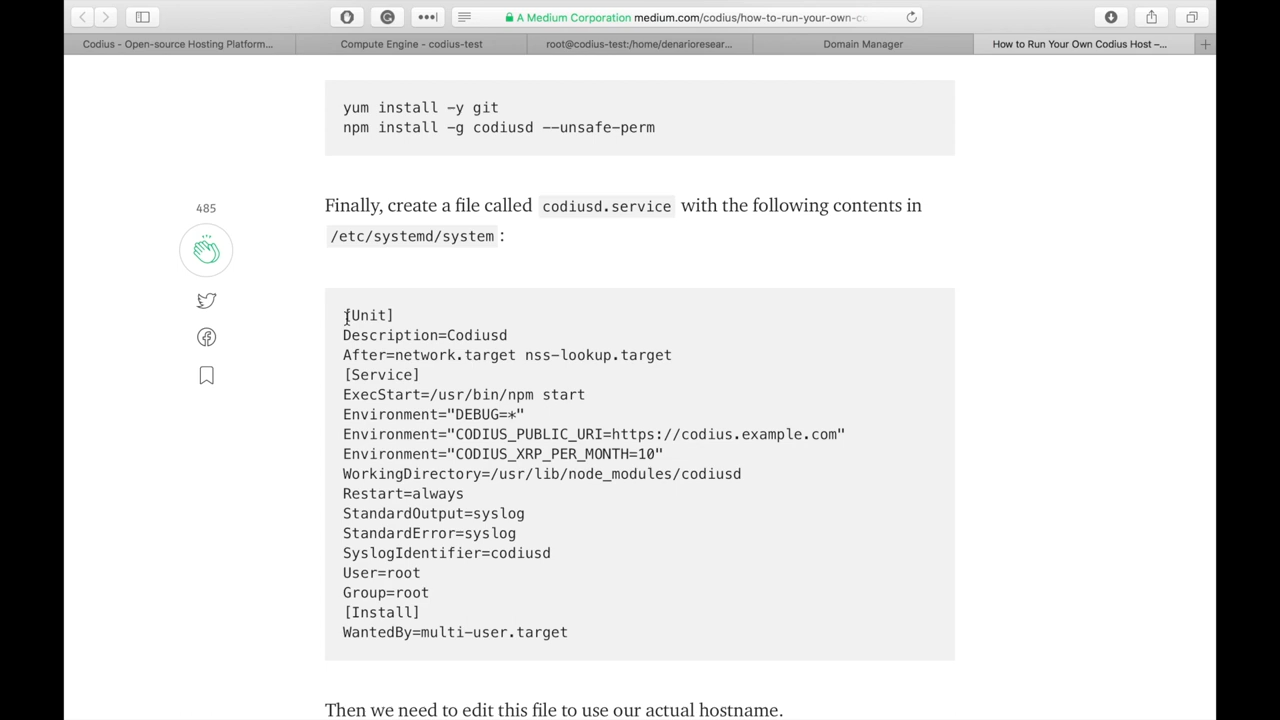 A Medium Corporation medium.com/codius/how-to-run-your-own-co
Codius - Open-source Hosting Platform...
Compute Engine - codius-test
root@codius-test:/home/denarioresear...
Domain Manager
How to Run Your Own Codius Host –...
yum install -y git
npm install -g codiusd --unsafe-perm
485
Finally, create a file called codiusd.service with the following contents in
/etc/systemd/system:
[Unit]
Description=Codiusd
After=network.target nss-lookup.target
[Service]
ExecStart=/usr/bin/npm start
Environment="DEBUG=*"
Environment="CODIUS_PUBLIC_URI=https://codius.example.com"
Environment="CODIUS_XRP_PER_MONTH=10"
WorkingDirectory=/usr/lib/node_modules/codiusd
Restart=always
StandardOutput=syslog
StandardError=syslog
SyslogIdentifier=codiusd
User=root
Group=root
[Install]
WantedBy=multi-user.target
Then we need to edit this file to use our actual hostname.